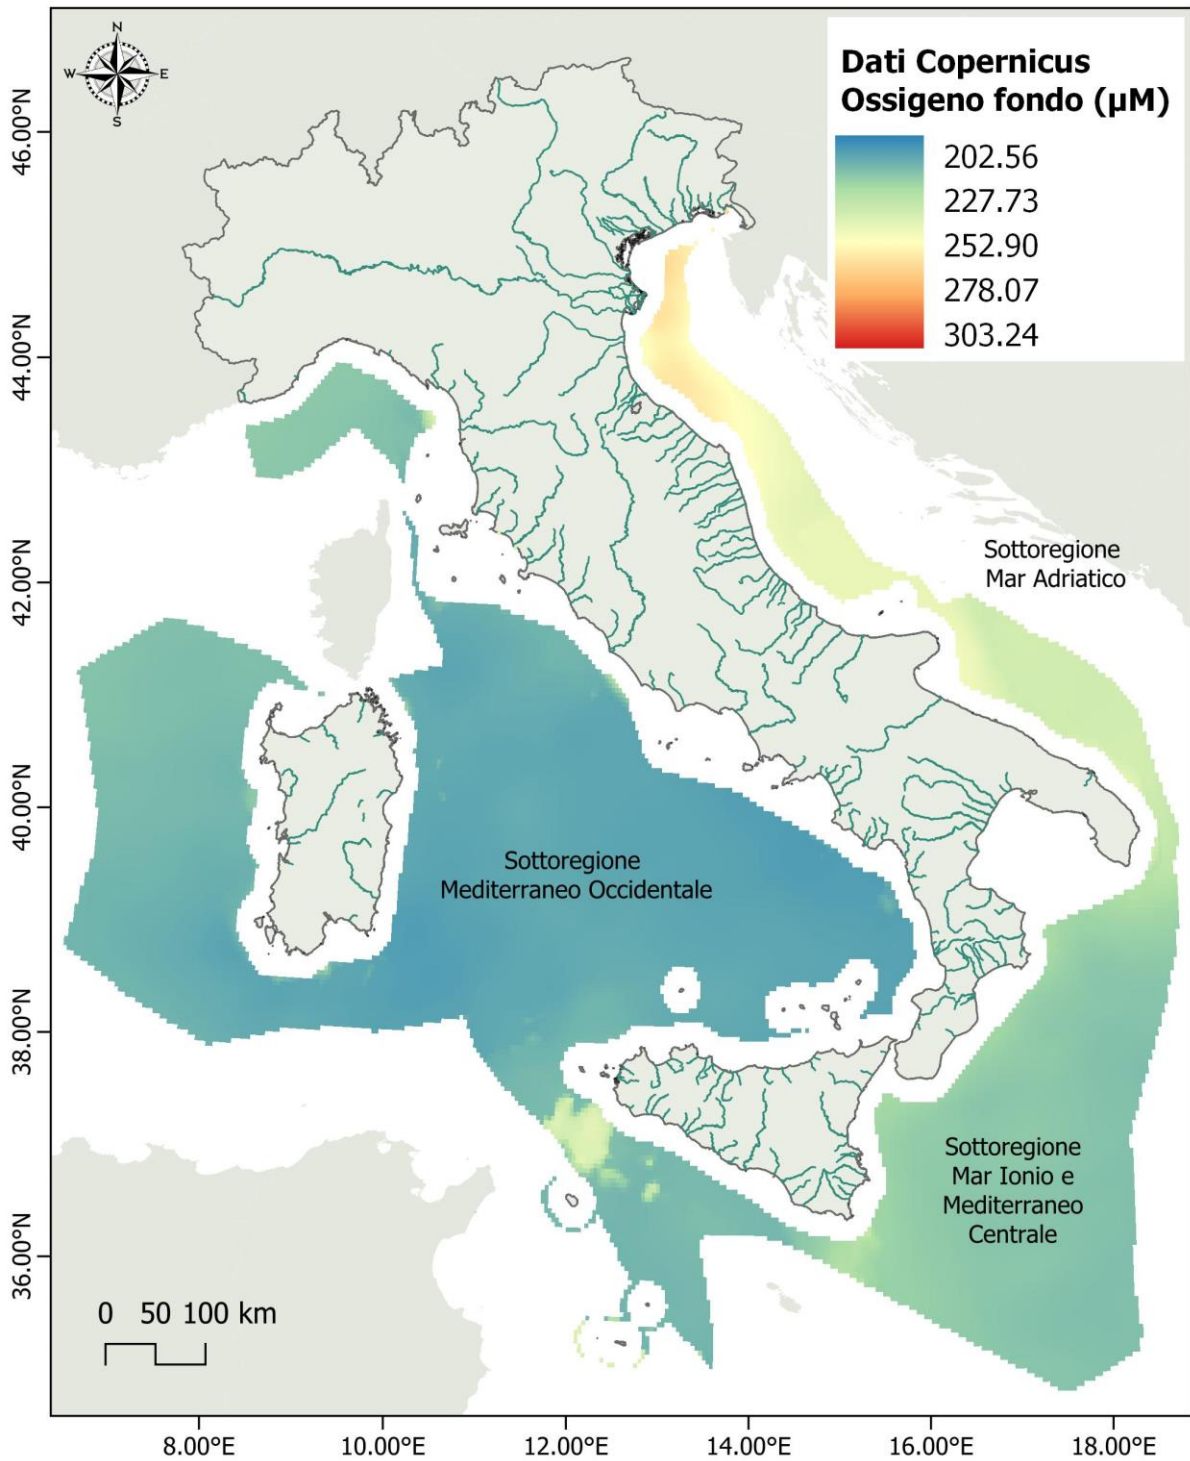 N
W E
S
Dati Copernicus
Ossigeno fondo (µM)
202.56
227.73
252.90
278.07
303.24
46.00°N
44.00°N
42.00°N
40.00°N
38.00°N
36.00°N
Sottoregione
Mar Adriatico
Sottoregione
Mediterraneo Occidentale
Sottoregione
Mar Ionio e
Mediterraneo
Centrale
0 50 100 km
8.00°E 10.00°E 12.00°E 14.00°E 16.00°E 18.00°E